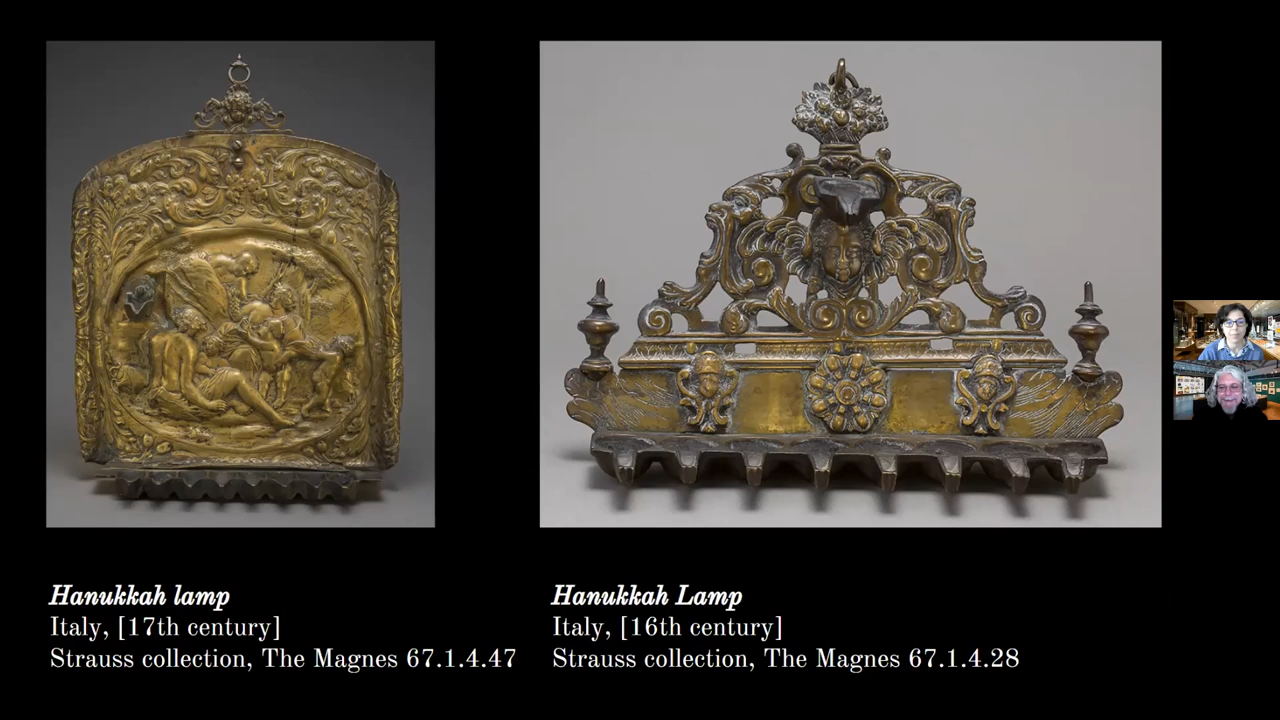 Hanukkah lamp
Italy, [17th century]
Strauss collection, The Magnes 67.1.4.47
Hanukkah Lamp
Italy, [16th century]
Strauss collection, The Magnes 67.1.4.28